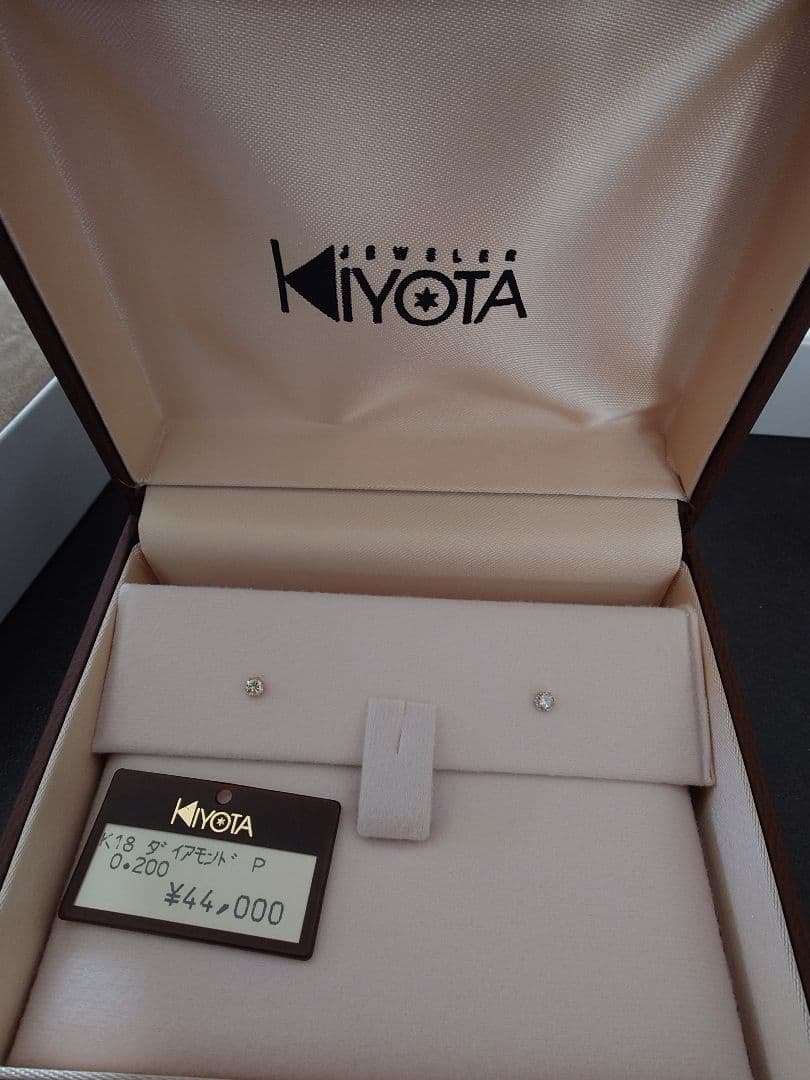 JEWELER
KIYOTA
KIYOTA
K18 ﾀﾞｲｱﾓﾝﾄﾞ P
0.200
¥44,000